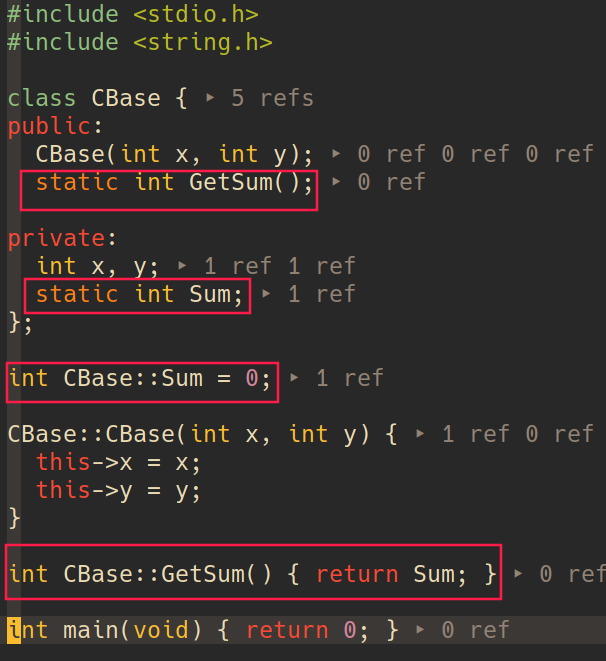 #include <stdio.h>
#include <string.h>
class CBase { ▸ 5 refs
public:
CBase(int x, int y); ▸ 0 ref 0 ref 0 ref
static int GetSum(); ▸ 0 ref
private:
int x, y; ▸ 1 ref 1 ref
static int Sum; ▸ 1 ref
};
int CBase::Sum = 0; ▸ 1 ref
CBase::CBase(int x, int y) { ▸ 1 ref 0 ref
this->x = x;
this->y = y;
}
int CBase::GetSum() { return Sum; } ▸ 0 ref
int main(void) { return 0; } ▸ 0 ref